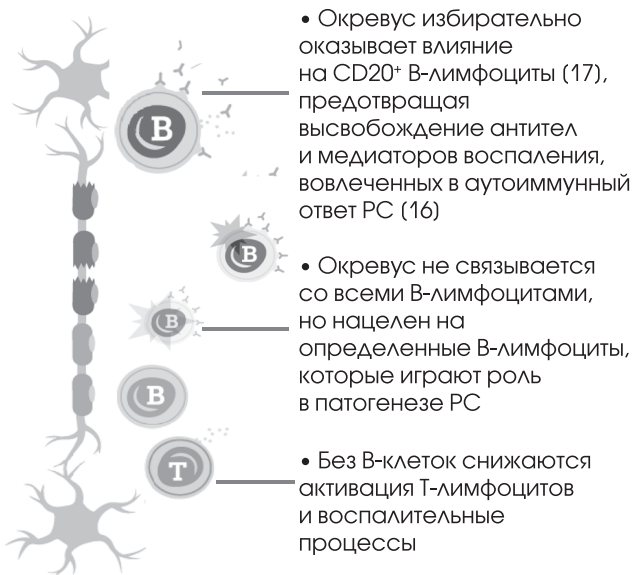 • Окревус избирательно
оказывает влияние
на CD20⁺ В-лимфоциты (17),
предотвращая
высвобождение антител
и медиаторов воспаления,
вовлеченных в аутоиммунный
ответ РС (16)
B
B
• Окревус не связывается
со всеми В-лимфоцитами,
но нацелен на
определенные В-лимфоциты,
которые играют роль
в патогенезе РС
B
B
• Без В-клеток снижаются
активация Т-лимфоцитов
и воспалительные
процессы
T